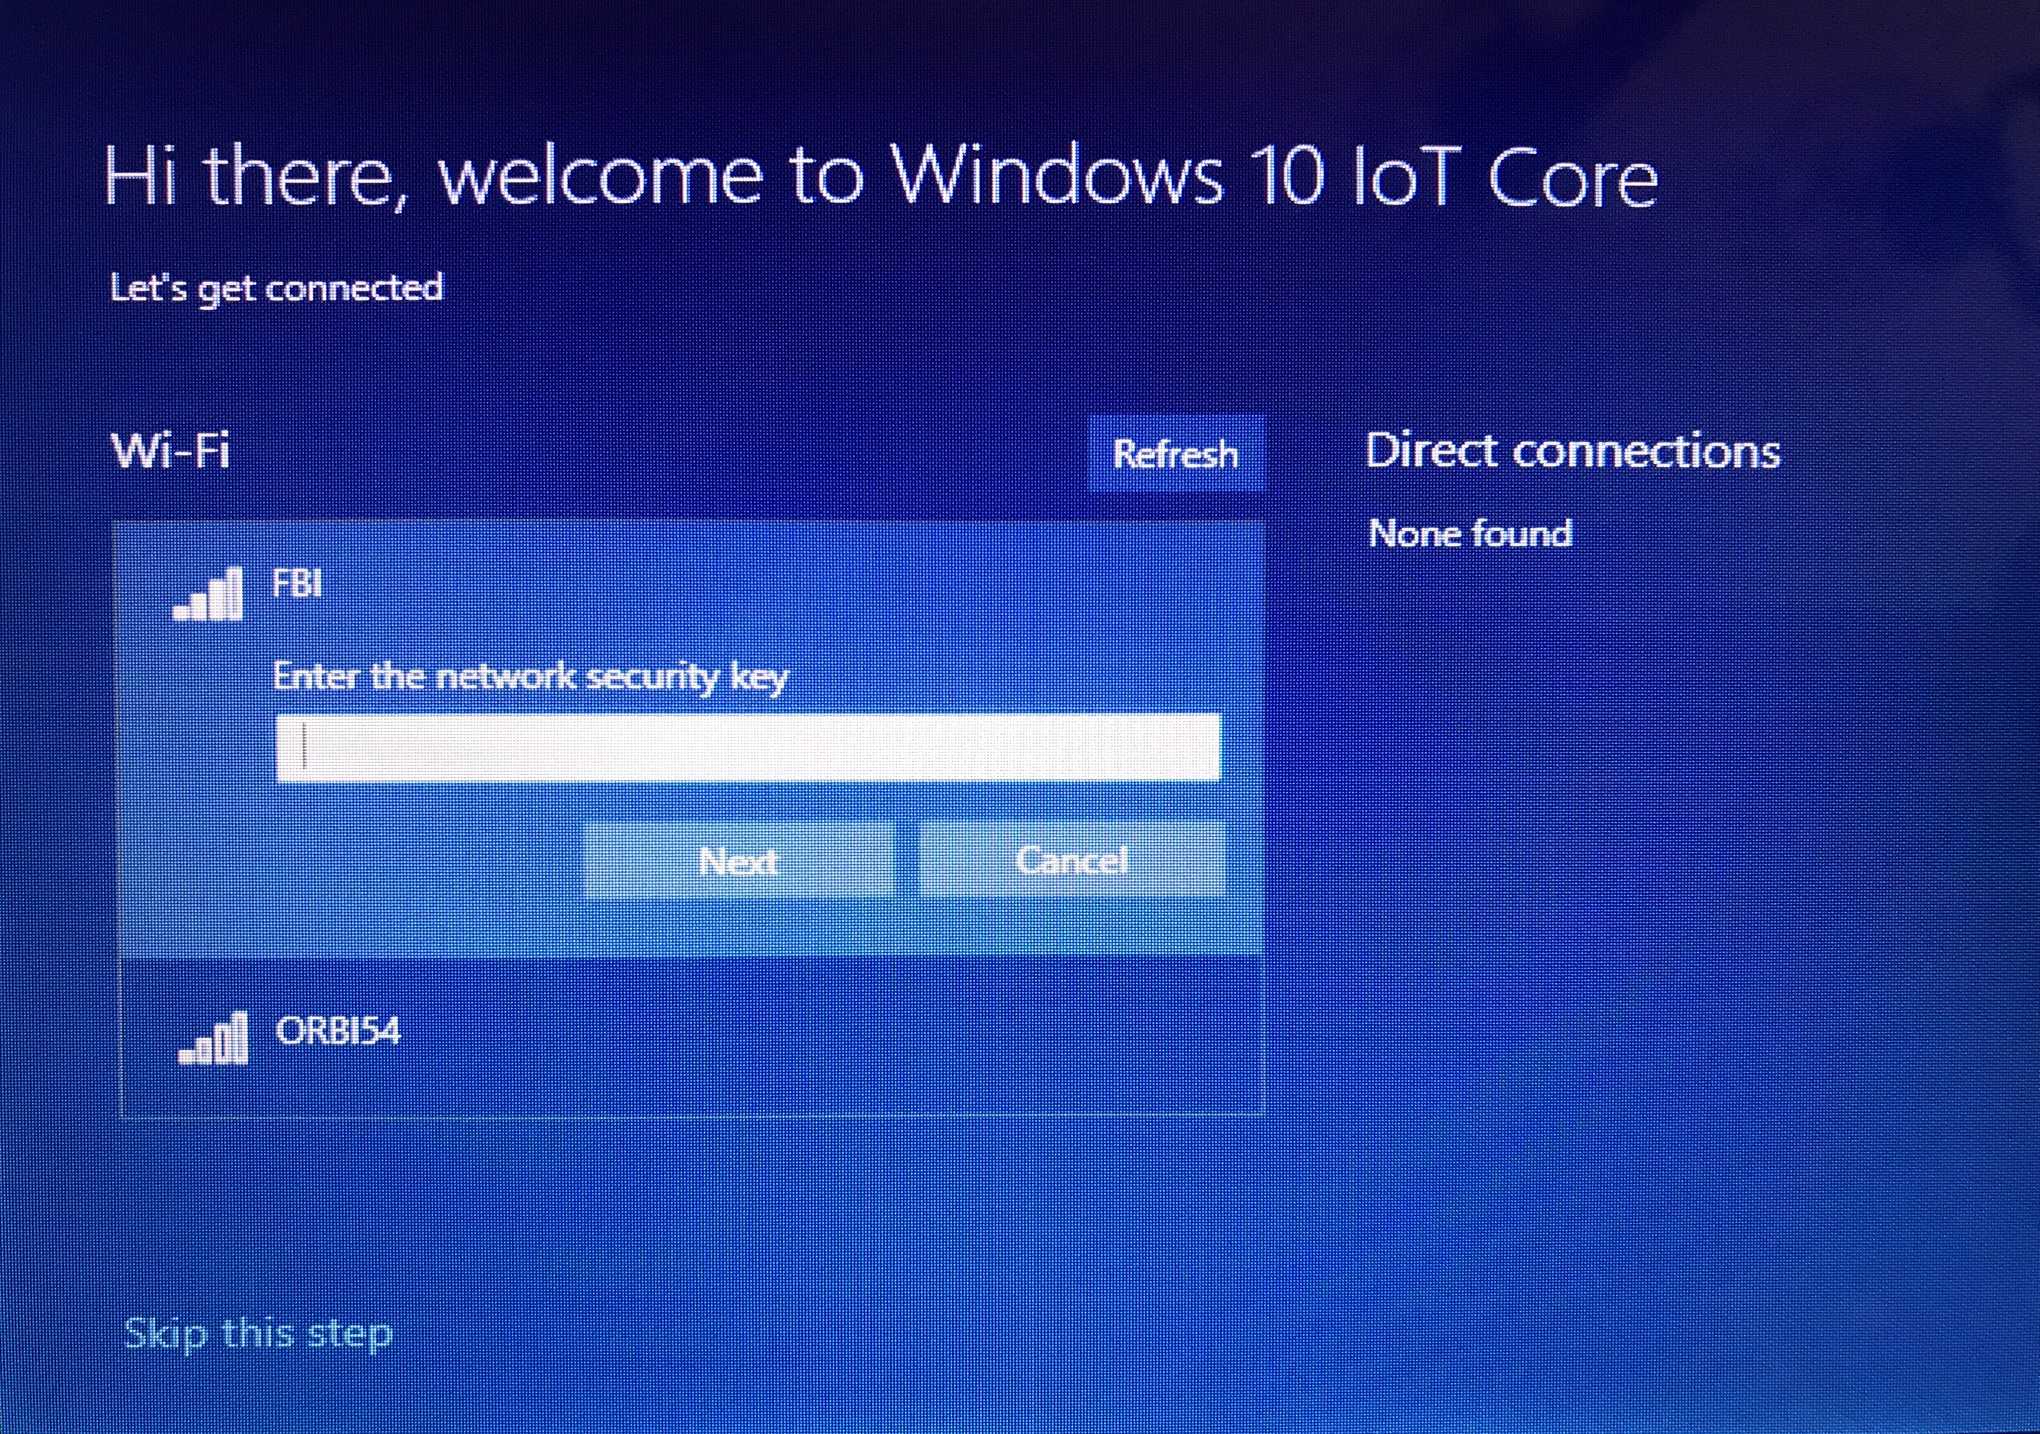 Hi there, welcome to Windows 10 IoT Core
Let's get connected
Wi-Fi
Refresh
FBI
Enter the network security key
Next
Cancel
ORBI54
Direct connections
None found
Skip this step